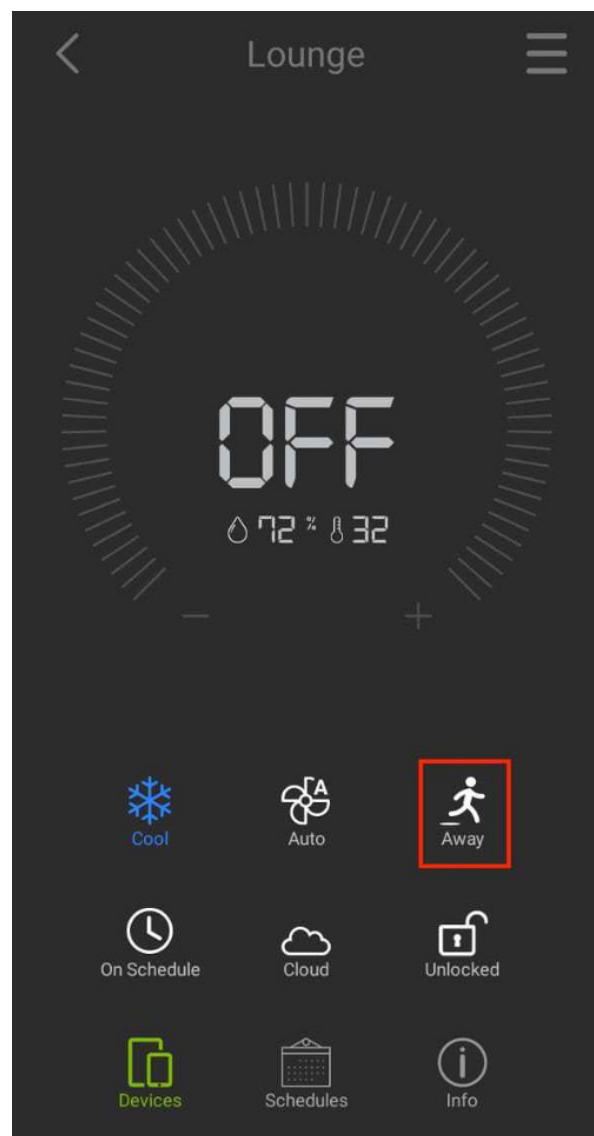 Lounge
OFF
72 % 32
Cool
Auto
A
Away
On Schedule
Cloud
Unlocked
Devices
Schedules
Info